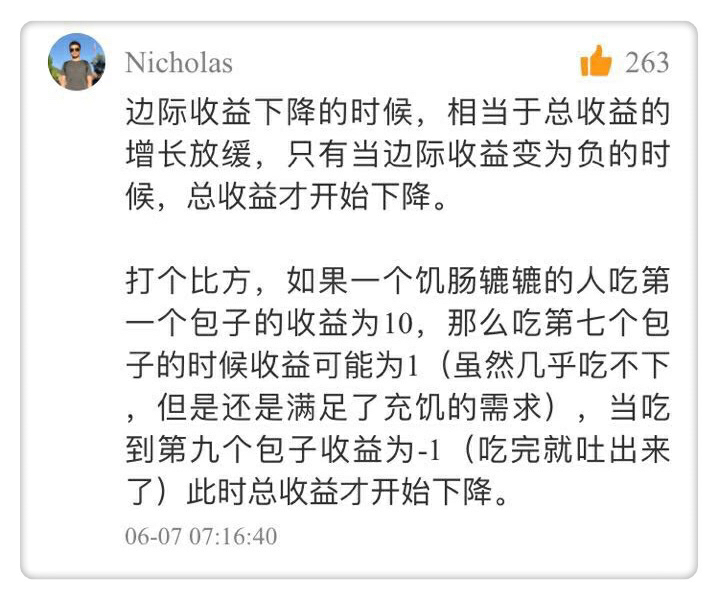 Nicholas 263
边际收益下降的时候，相当于总收益的
增长放缓，只有当边际收益变为负的时
候，总收益才开始下降。
打个比方，如果一个饥肠辘辘的人吃第
一个包子的收益为10，那么吃第七个包
子的时候收益可能为1（虽然几乎吃不下
，但是还是满足了充饥的需求），当吃
到第九个包子收益为-1（吃完就吐出来
了）此时总收益才开始下降。
06-07 07:16:40